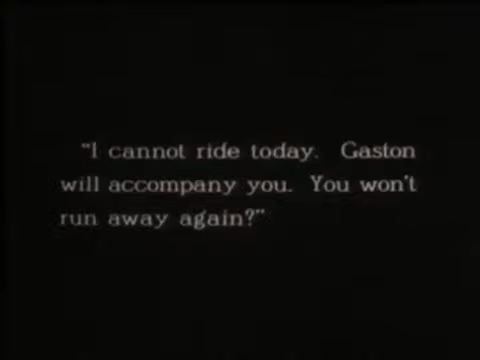 "I cannot ride today. Gaston
will accompany you. You won't
run away again?"